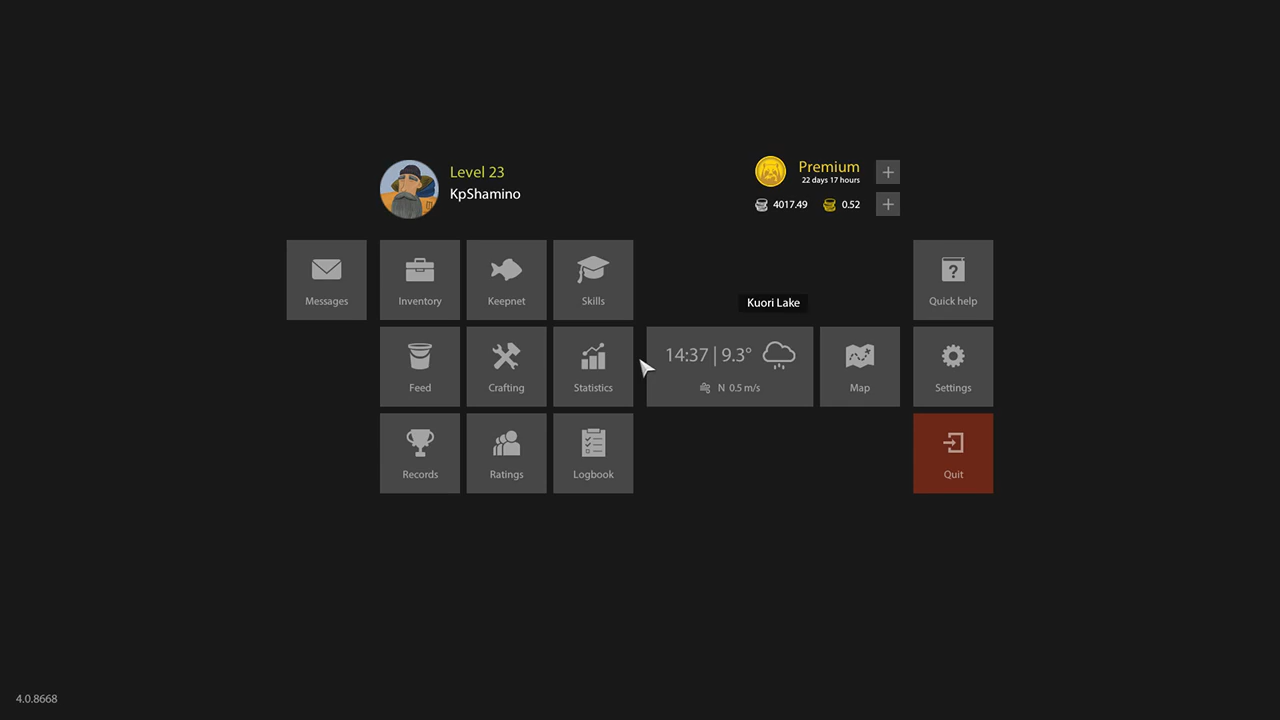 Level 23
KpShamino
Premium
22 days 17 hours
4017.49 0.52
Messages Inventory Keepnet Skills
Kuori Lake
Quick help
Feed Crafting Statistics
14:37 | 9.3°
N 0.5 m/s
Map
Settings
Records Ratings Logbook
Quit
4.0.8668